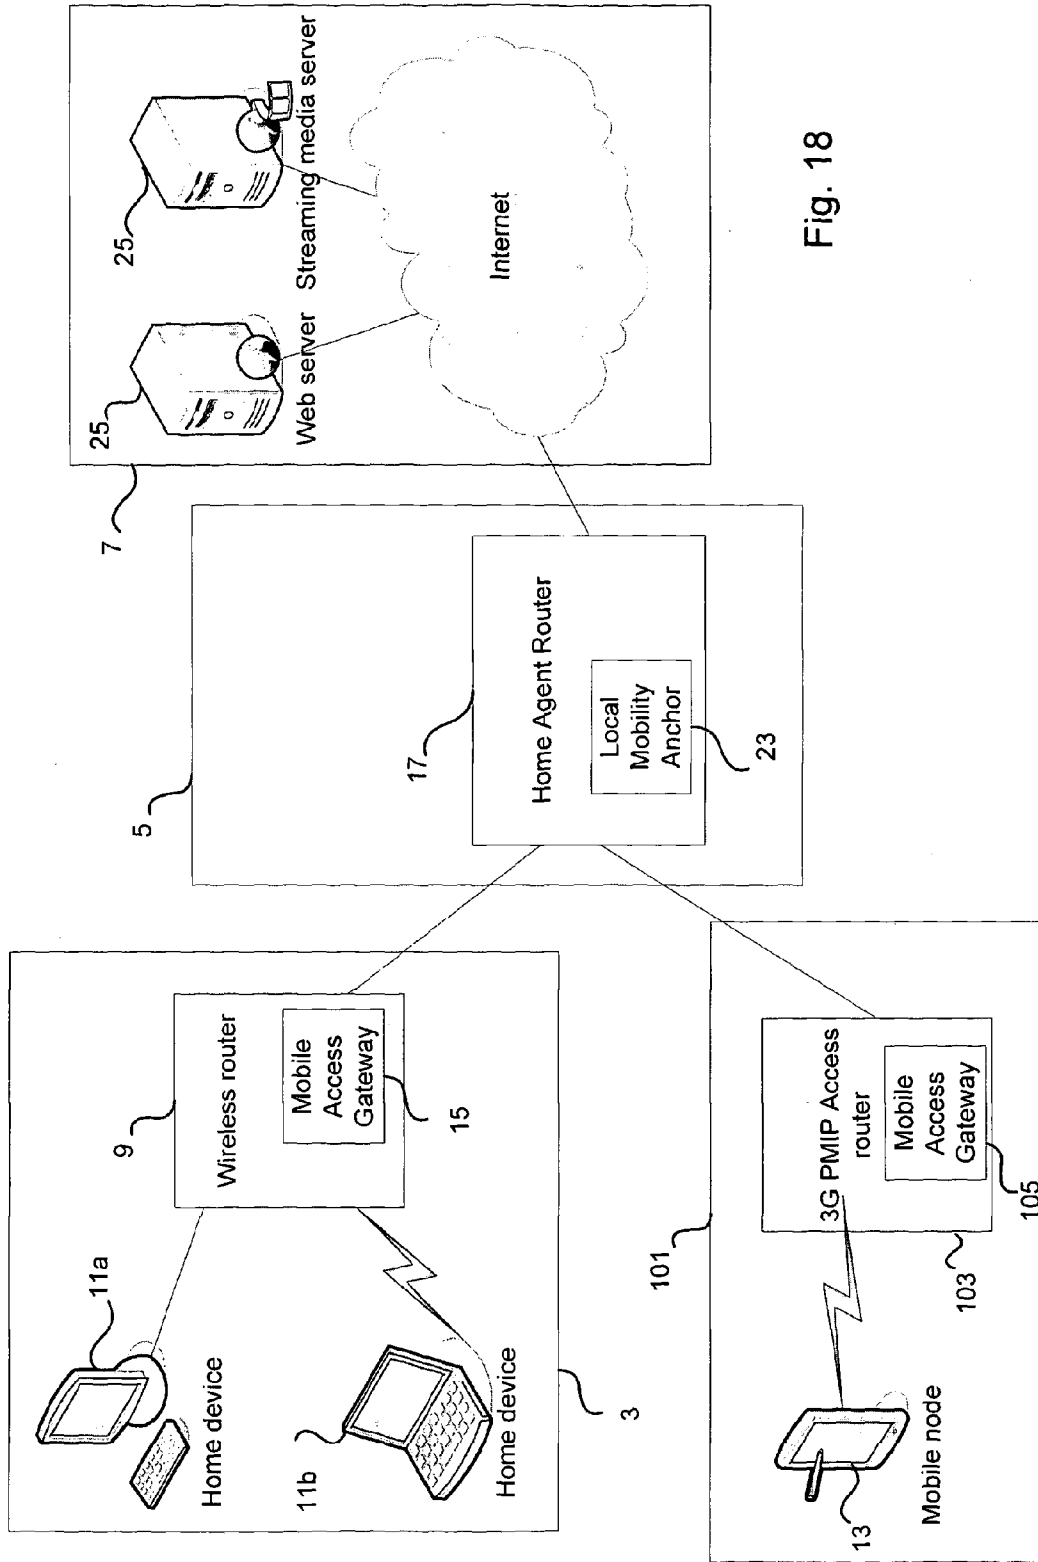 11a
Home device
11b
Home device
3
9
Wireless router
Mobile
Access
Gateway
15
101
13
Mobile node
3G PMIP Access
router
Mobile
Access
Gateway
103
105
5
17
Home Agent Router
Local
Mobility
Anchor
23
7
25
Web server
25
Streaming media server
Internet
Fig. 18